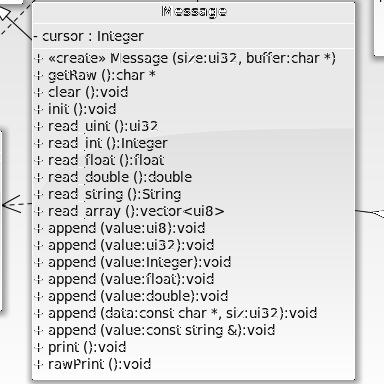 Message
- cursor : Integer
+ «create» Message (size:ui32, buffer:char *)
+ getRaw ():char *
+ clear ():void
+ init ():void
+ read_uint ():ui32
+ read_int ():Integer
+ read_float ():float
+ read_double ():double
+ read_string ():String
+ read_array ():vector<ui8>
+ append (value:ui8):void
+ append (value:ui32):void
+ append (value:Integer):void
+ append (value:float):void
+ append (value:double):void
+ append (data:const char *, siz:ui32):void
+ append (value:const string &):void
+ print ():void
+ rawPrint ():void